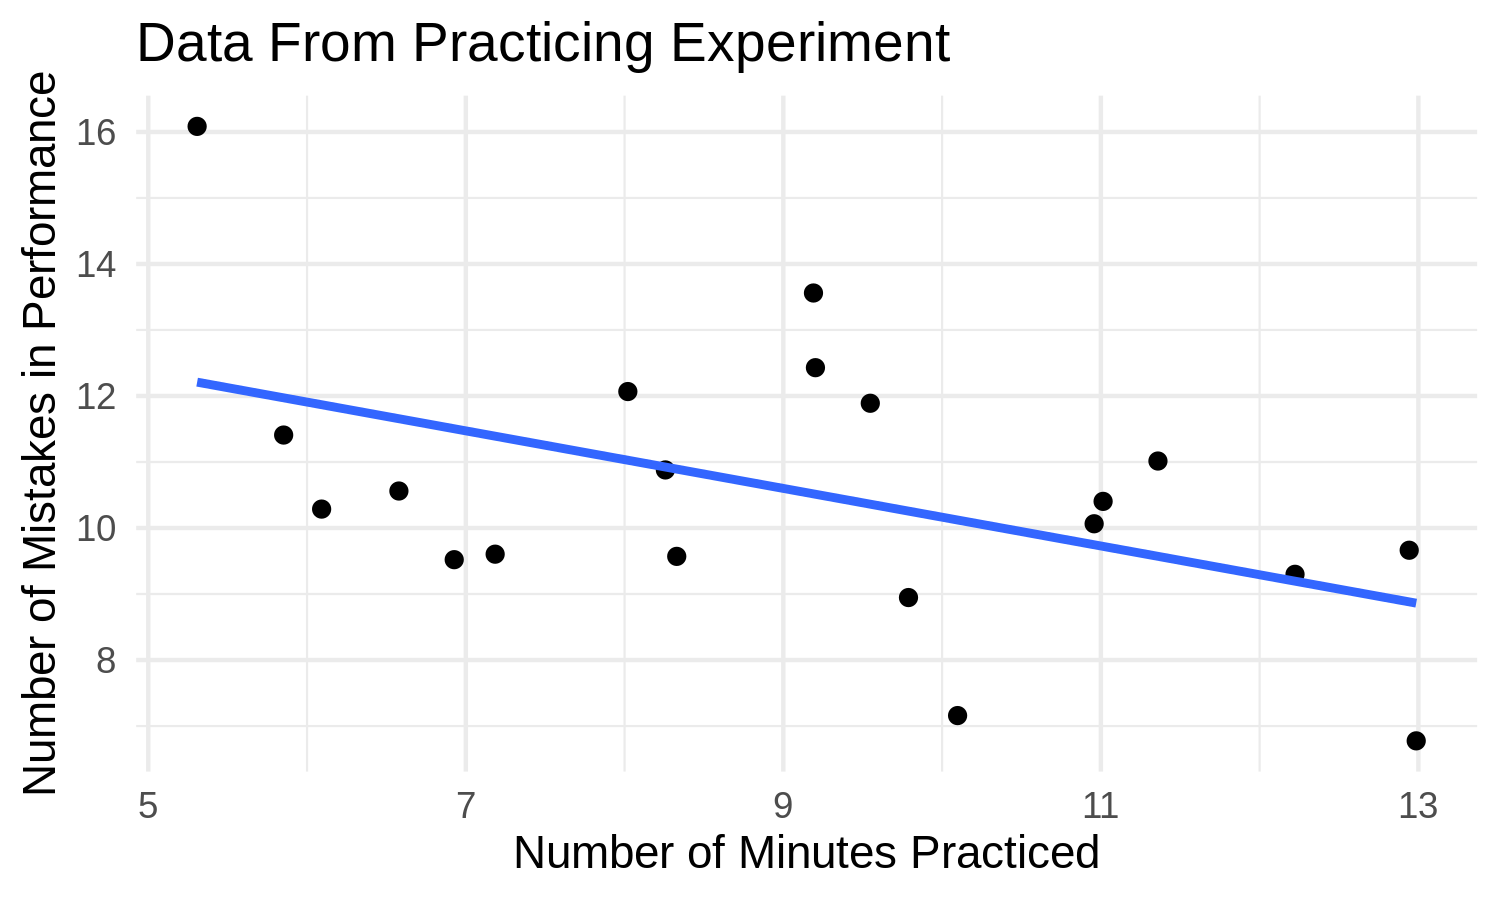 Data From Practicing Experiment
Number of Mistakes in Performance
16
14
12
10
8
5 7 9 11 13
Number of Minutes Practiced